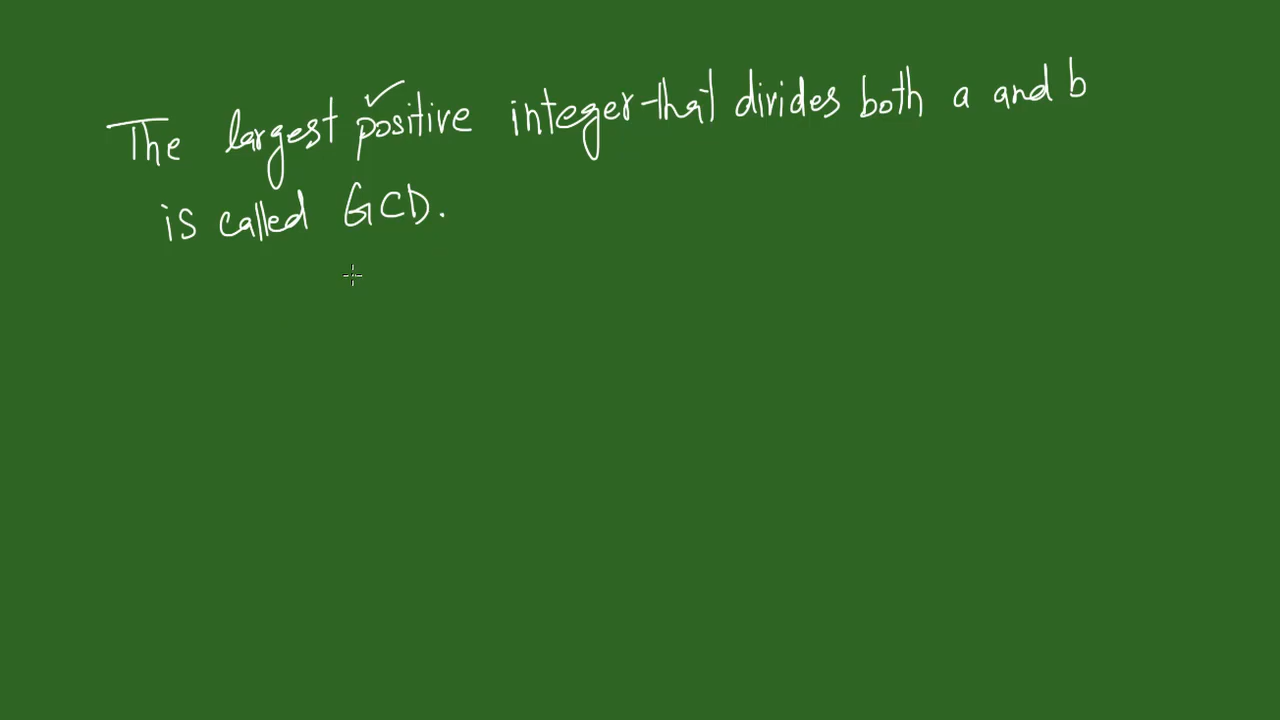 The largest positive integer that divides both a and b
is called GCD.